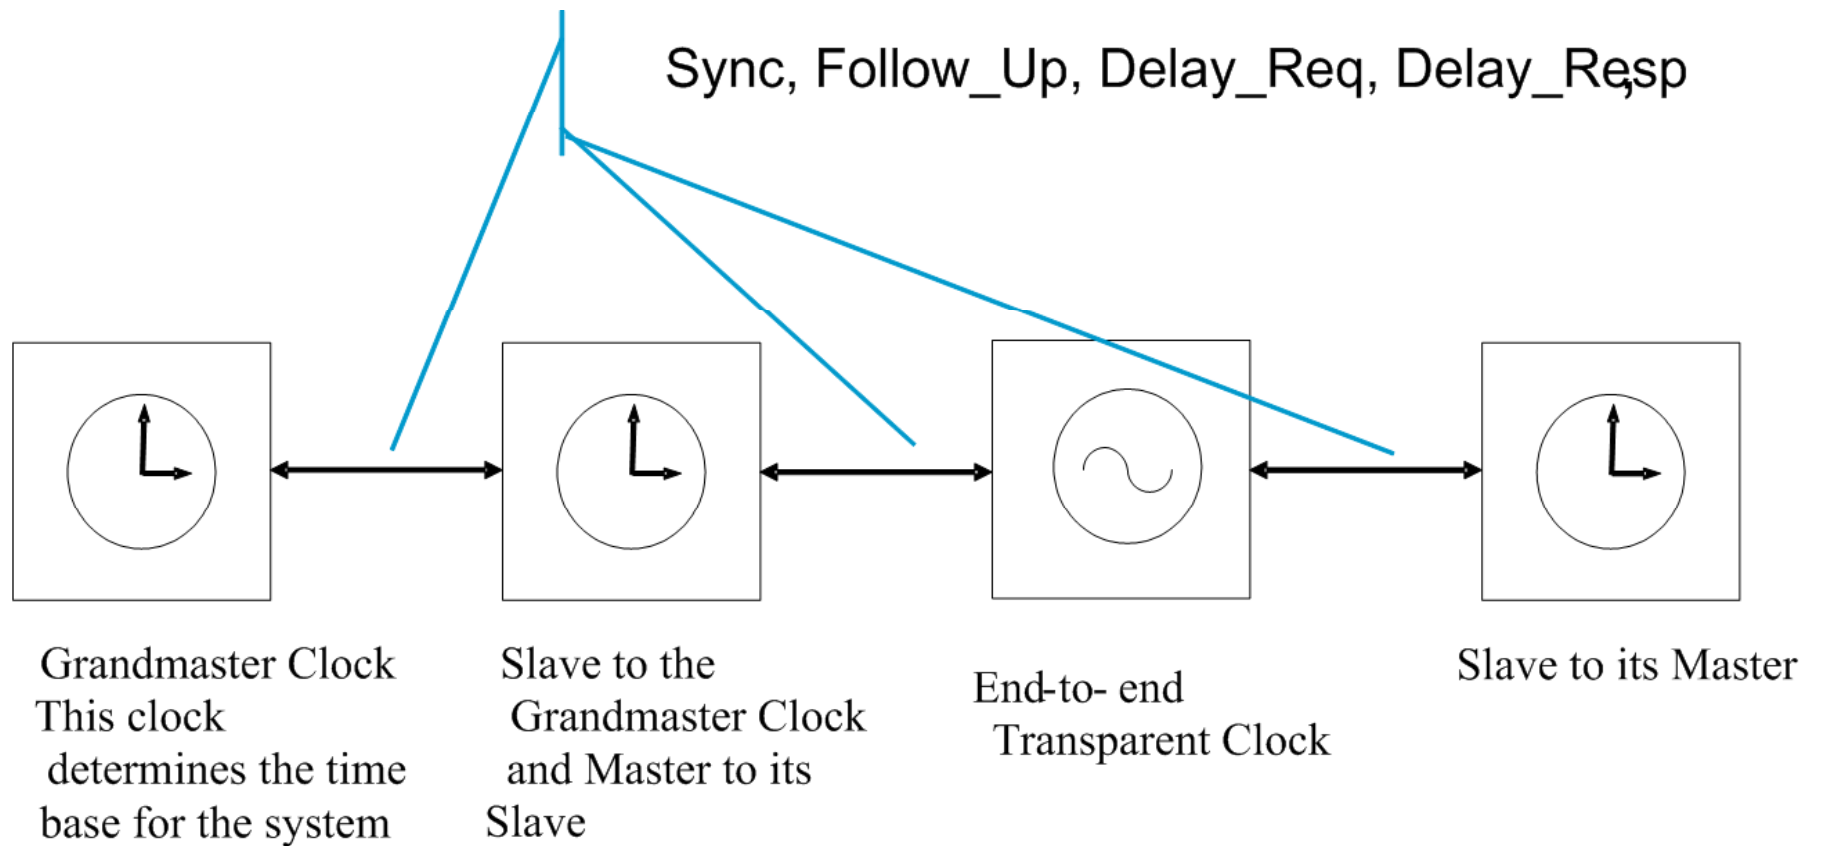 Sync, Follow_Up, Delay_Req, Delay_Resp,
Grandmaster Clock
This clock
determines the time
base for the system
Slave to the
Grandmaster Clock
and Master to its
Slave
End-to- end
Transparent Clock
Slave to its Master